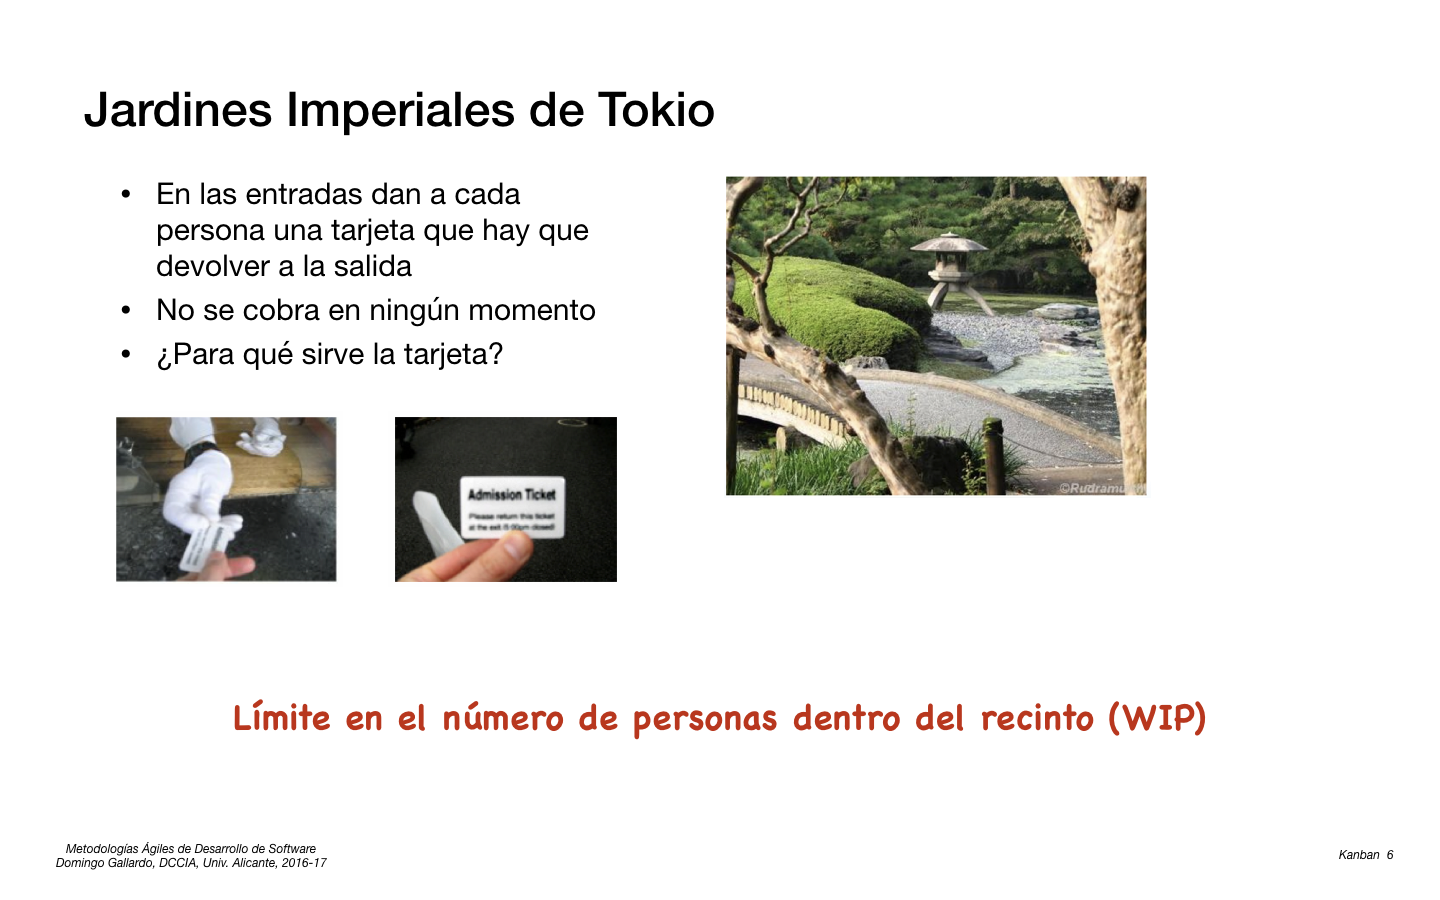 Jardines Imperiales de Tokio
• En las entradas dan a cada
persona una tarjeta que hay que
devolver a la salida
• No se cobra en ningún momento
• ¿Para qué sirve la tarjeta?
Admission Ticket
Please return this ticket
at the exit (5:00pm closed)
Límite en el número de personas dentro del recinto (WIP)
Metodologías Ágiles de Desarrollo de Software
Domingo Gallardo, DCCIA, Univ. Alicante, 2016-17
Kanban 6